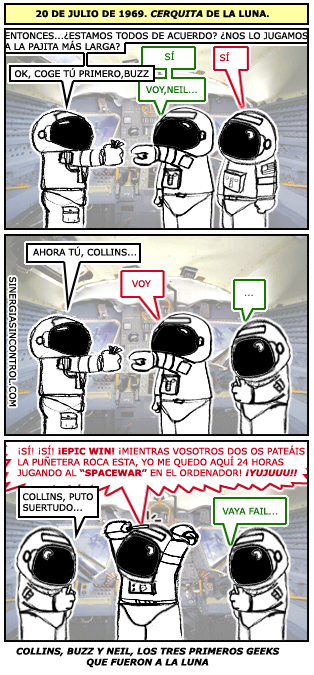 20 DE JULIO DE 1969. CERQUITA DE LA LUNA.
ENTONCES...¿ESTAMOS TODOS DE ACUERDO? ¿NOS LO JUGAMOS
A LA PAJITA MÁS LARGA?
SÍ
SÍ
OK, COGE TÚ PRIMERO,BUZZ
VOY,NEIL...
AHORA TÚ, COLLINS...
VOY
...
SINERGIASINCONTROL.COM
¡SÍ! ¡SÍ! ¡EPIC WIN! ¡MIENTRAS VOSOTROS DOS OS PATEÁIS
LA PUÑETERA ROCA ESTA, YO ME QUEDO AQUÍ 24 HORAS
JUGANDO AL “SPACEWAR” EN EL ORDENADOR! ¡YUJUUU!!
COLLINS, PUTO
SUERTUDO...
VAYA FAIL...
COLLINS, BUZZ Y NEIL, LOS TRES PRIMEROS GEEKS
QUE FUERON A LA LUNA